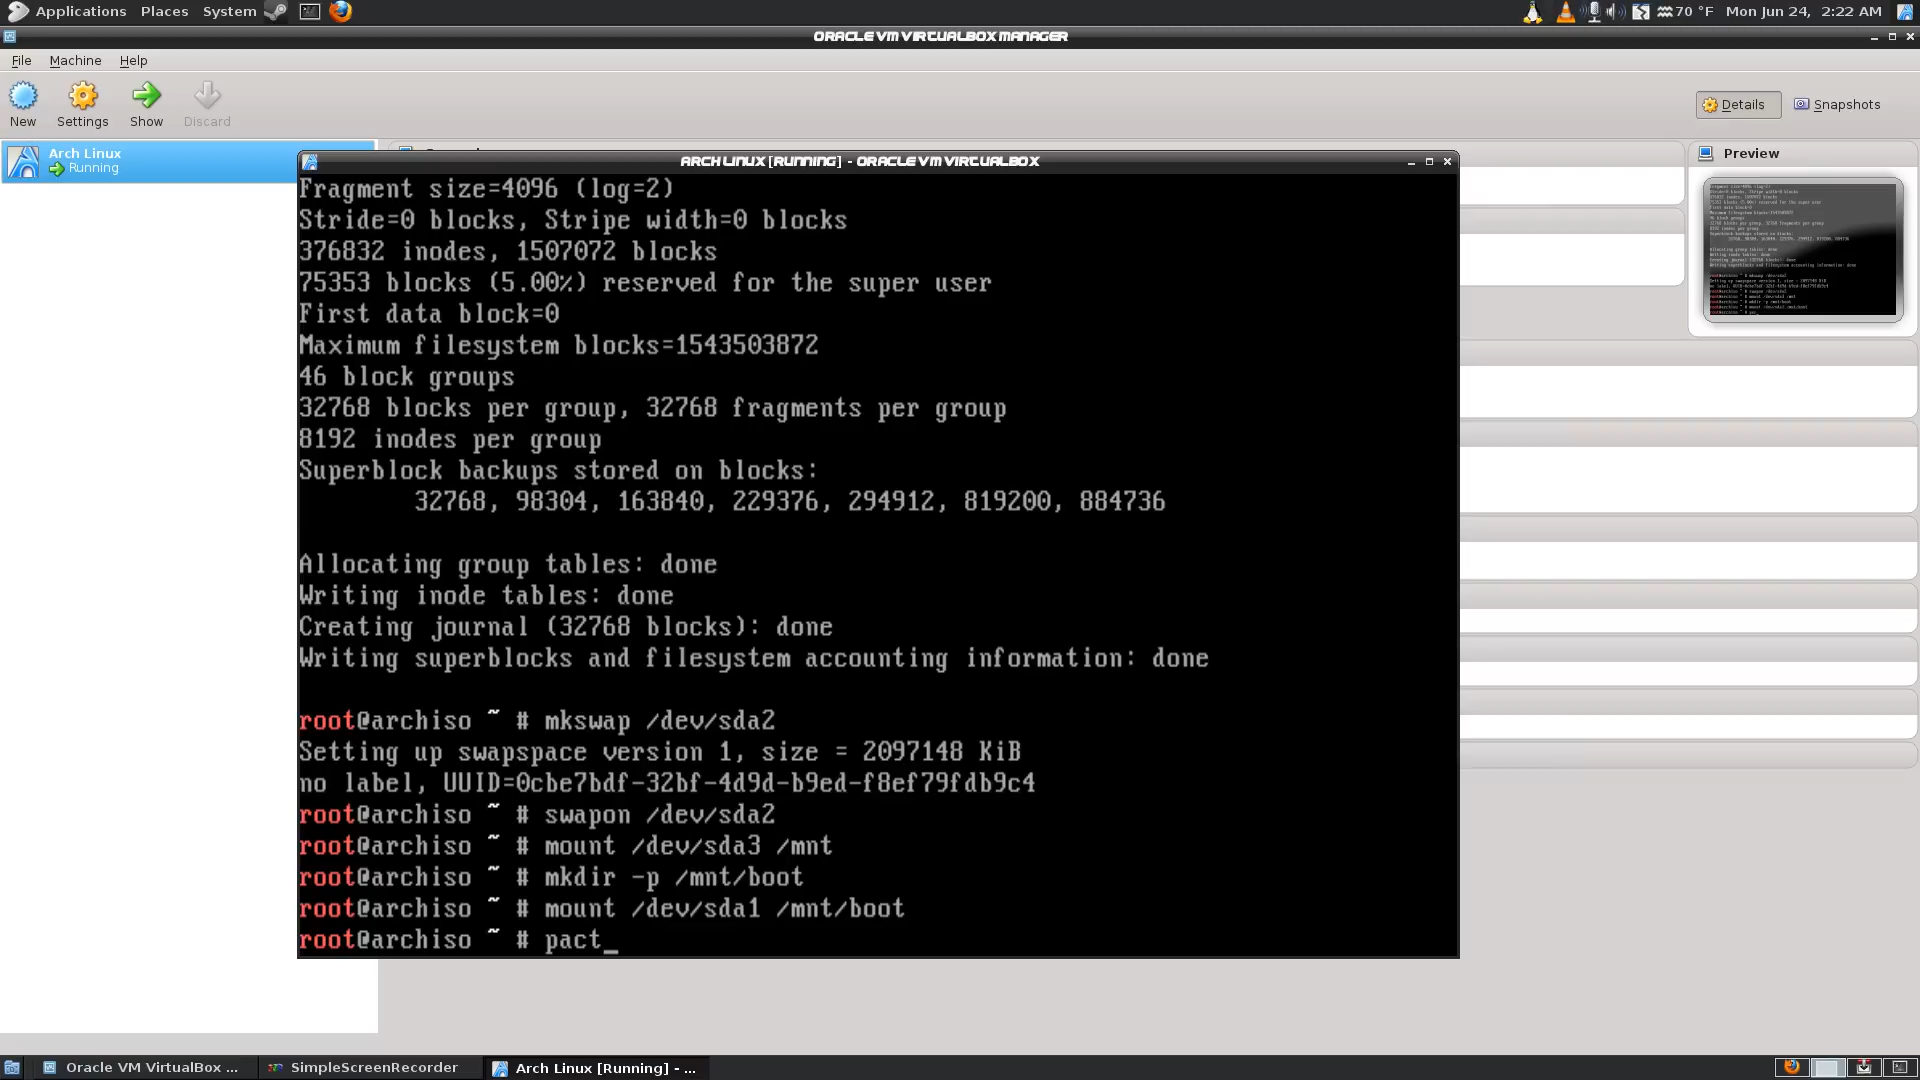 Applications Places System
70 °F Mon Jun 24, 2:22 AM
ORACLE VM VIRTUALBOX MANAGER
File Machine Help
New Settings Show Discard
Details Snapshots
Arch Linux
Running
Preview
ARCH LINUX [RUNNING] - ORACLE VM VIRTUALBOX
Fragment size=4096 (log=2)
Stride=0 blocks, Stripe width=0 blocks
376832 inodes, 1507072 blocks
75353 blocks (5.00%) reserved for the super user
First data block=0
Maximum filesystem blocks=1543503872
46 block groups
32768 blocks per group, 32768 fragments per group
8192 inodes per group
Superblock backups stored on blocks:
32768, 98304, 163840, 229376, 294912, 819200, 884736
Allocating group tables: done
Writing inode tables: done
Creating journal (32768 blocks): done
Writing superblocks and filesystem accounting information: done
root@archiso ~ # mkswap /dev/sda2
Setting up swapspace version 1, size = 2097148 KiB
no label, UUID=0cbe7bdf-32bf-4d9d-b9ed-f8ef79fdb9c4
root@archiso ~ # swapon /dev/sda2
root@archiso ~ # mount /dev/sda3 /mnt
root@archiso ~ # mkdir -p /mnt/boot
root@archiso ~ # mount /dev/sda1 /mnt/boot
root@archiso ~ # pact_
Oracle VM VirtualBox ... SimpleScreenRecorder Arch Linux [Running] - ...